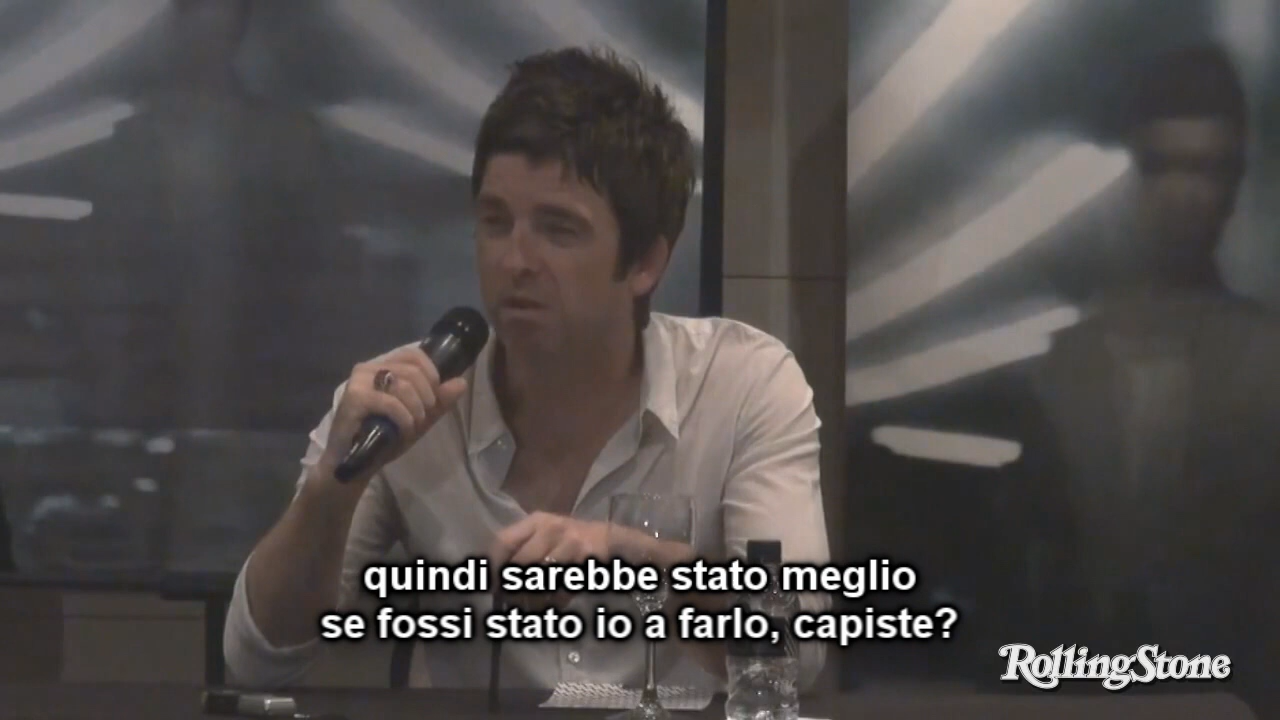 quindi sarebbe stato meglio
se fossi stato io a farlo, capiste?
RollingStone